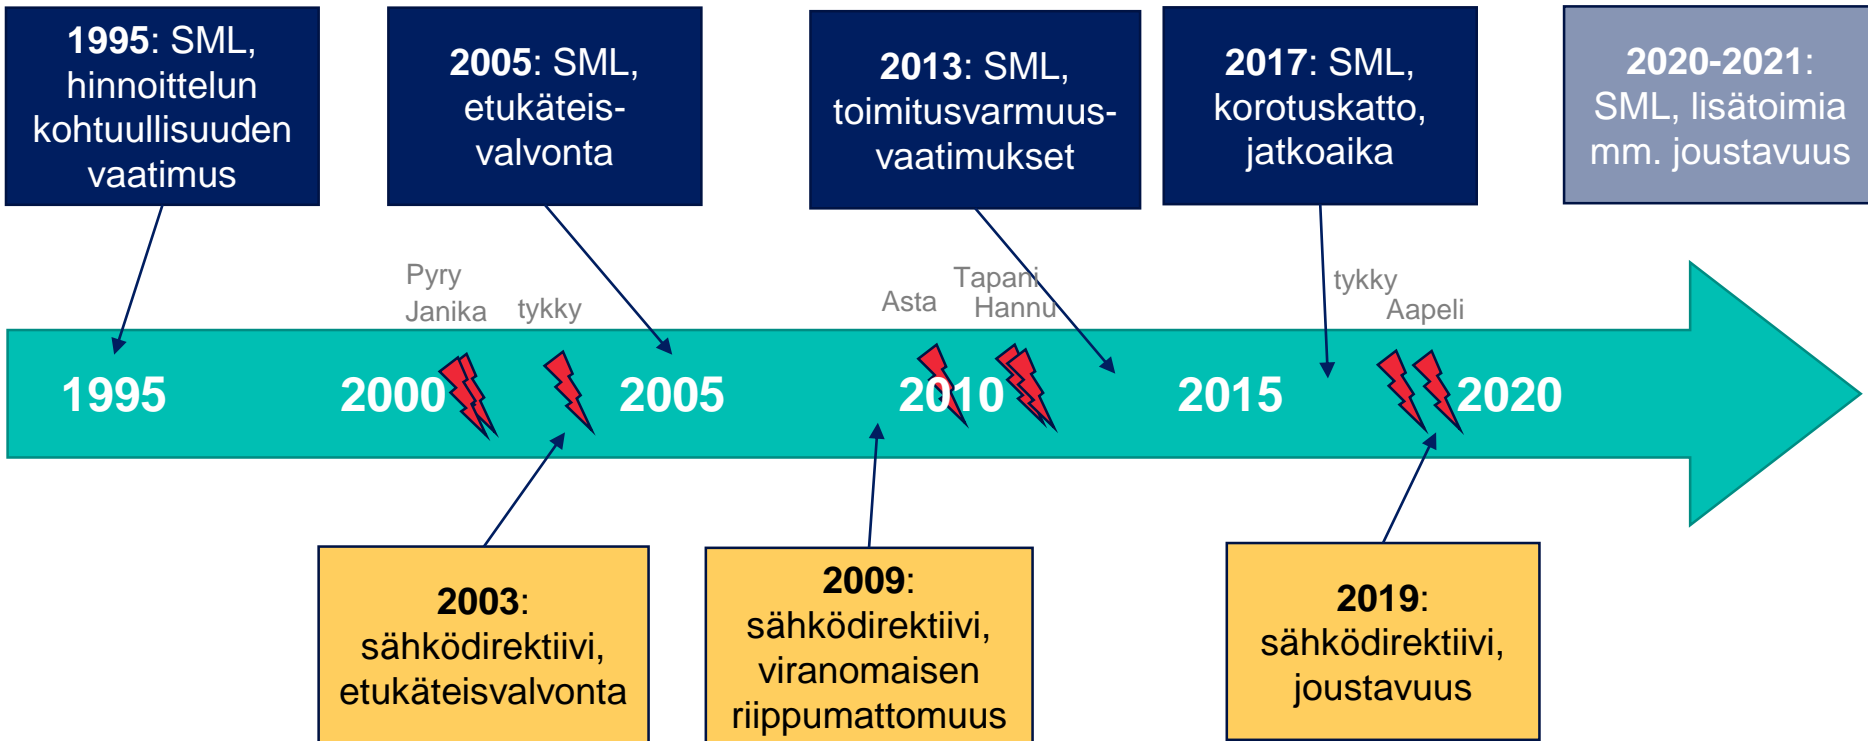 1995: SML,
hinnoittelun
kohtuullisuuden
vaatimus
2005: SML,
etukäteis-
valvonta
2013: SML,
toimitusvarmuus-
vaatimukset
2017: SML,
korotuskatto,
jatkoaika
2020-2021:
SML, lisätoimia
mm. joustavuus
Pyry
Janika
tykky
Asta
Tapani
Hannu
tykky
Aapeli
1995
2000
2005
2010
2015
2020
2003:
sähködirektiivi,
etukäteisvalvonta
2009:
sähködirektiivi,
viranomaisen
riippumattomuus
2019:
sähködirektiivi,
joustavuus